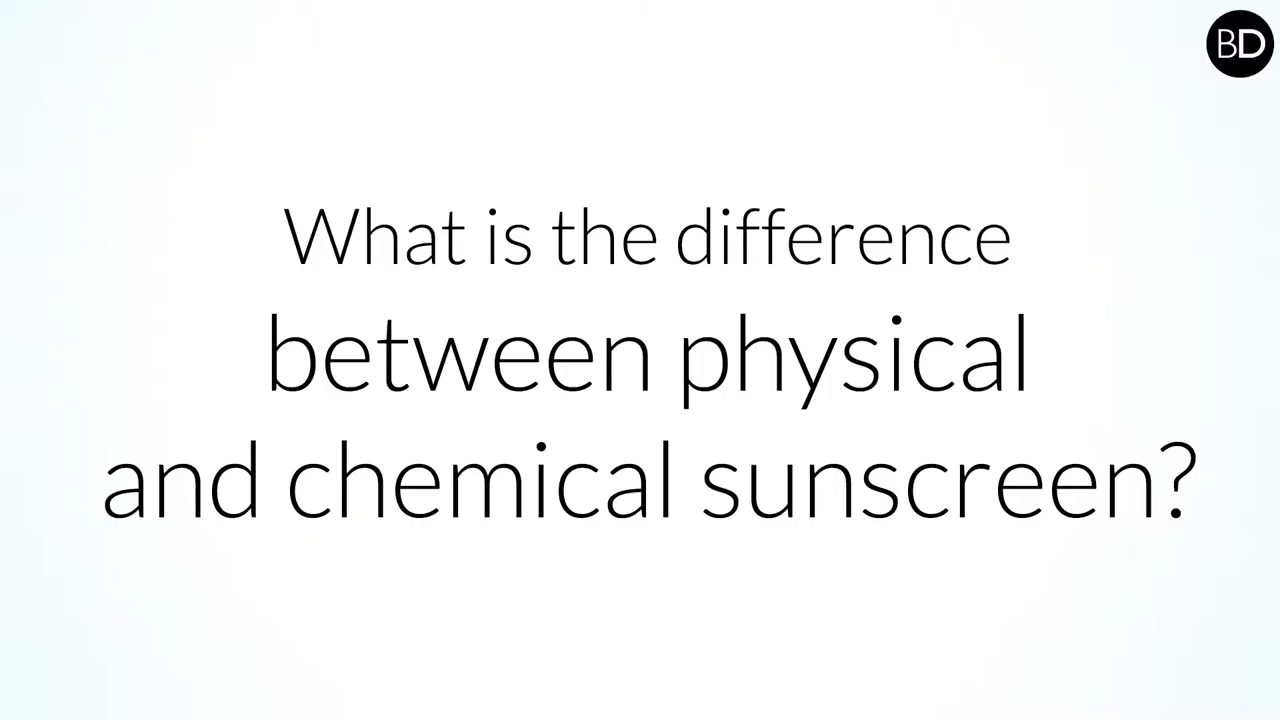 BD
What is the difference
between physical
and chemical sunscreen?